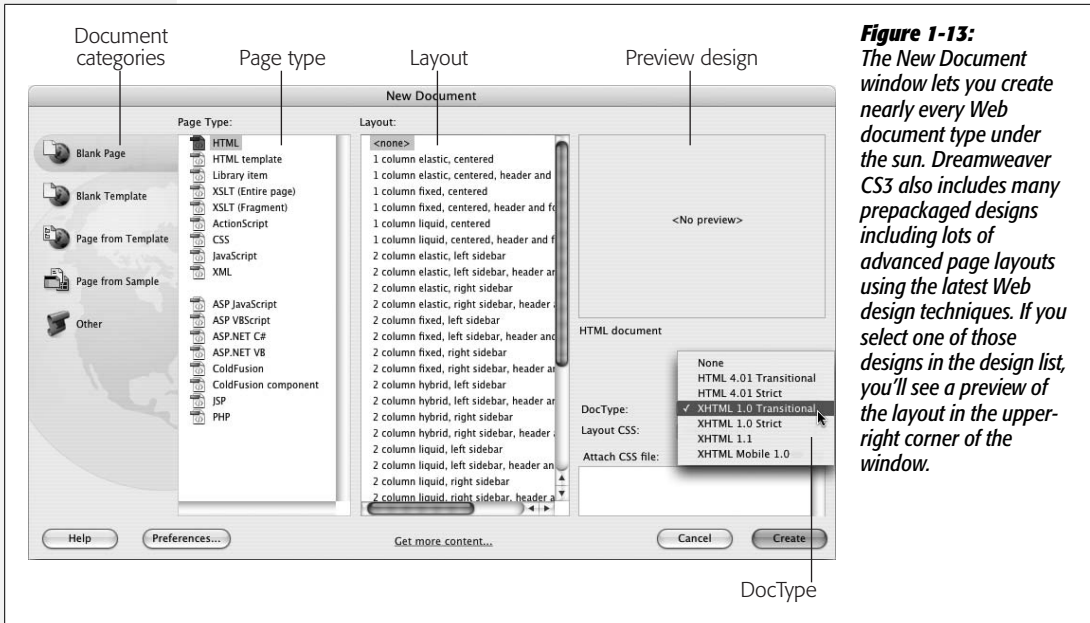 Document
categories
Page type
Layout
Preview design
New Document
Page Type:
Layout:
Blank Page
Blank Template
Page from Template
Page from Sample
Other
HTML
HTML template
Library item
XSLT (Entire page)
XSLT (Fragment)
ActionScript
CSS
JavaScript
XML
ASP JavaScript
ASP VBScript
ASP.NET C#
ASP.NET VB
ColdFusion
ColdFusion component
JSP
PHP
<none>
1 column elastic, centered
1 column elastic, centered, header and
1 column fixed, centered
1 column fixed, centered, header and fo
1 column liquid, centered
1 column liquid, centered, header and f
2 column elastic, left sidebar
2 column elastic, left sidebar, header an
2 column elastic, right sidebar
2 column elastic, right sidebar, header a
2 column fixed, left sidebar
2 column fixed, left sidebar, header and
2 column fixed, right sidebar
2 column fixed, right sidebar, header an
2 column hybrid, left sidebar
2 column hybrid, left sidebar, header an
2 column hybrid, right sidebar
2 column hybrid, right sidebar, header a
2 column liquid, left sidebar
2 column liquid, left sidebar, header an
2 column liquid, right sidebar
2 column liquid, right sidebar, header a
<No preview>
HTML document
DocType:
Layout CSS:
Attach CSS file:
None
HTML 4.01 Transitional
HTML 4.01 Strict
✓ XHTML 1.0 Transitional
XHTML 1.0 Strict
XHTML 1.1
XHTML Mobile 1.0
Help
Preferences...
Get more content...
Cancel
Create
DocType
Figure 1-13:
The New Document
window lets you create
nearly every Web
document type under
the sun. Dreamweaver
CS3 also includes many
prepackaged designs
including lots of
advanced page layouts
using the latest Web
design techniques. If you
select one of those
designs in the design list,
you'll see a preview of
the layout in the upper-
right corner of the
window.